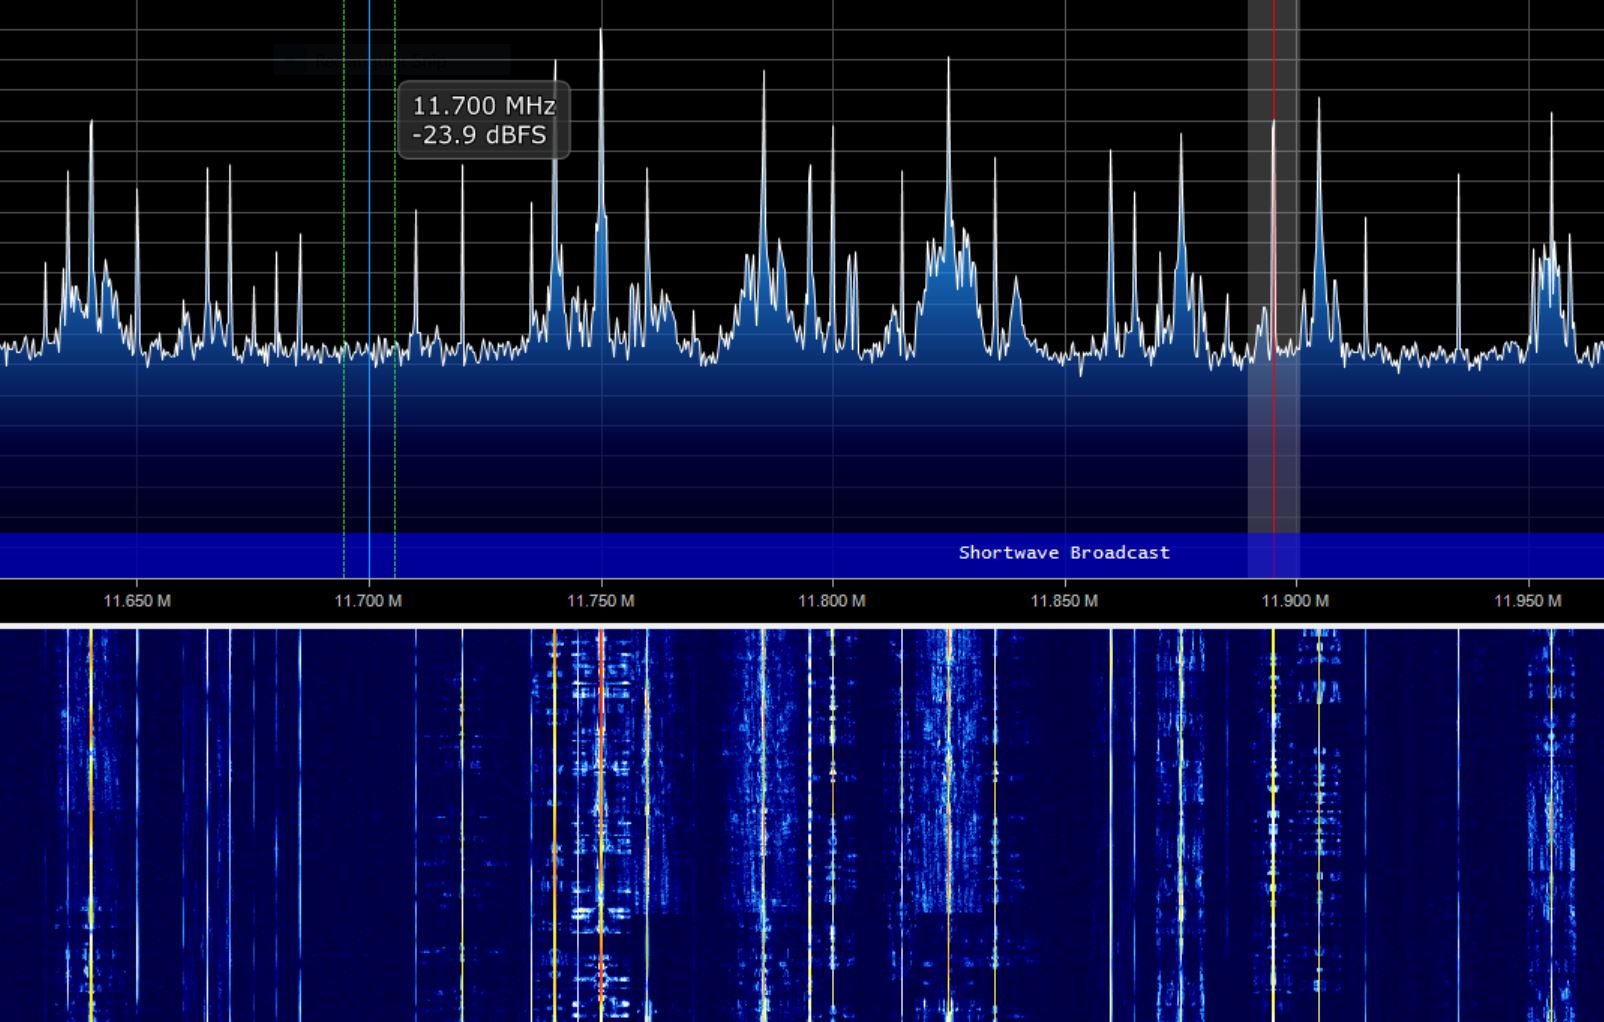 11.700 MHz
-23.9 dBFS
Shortwave Broadcast
11.650 M
11.700 M
11.750 M
11.800 M
11.850 M
11.900 M
11.950 M